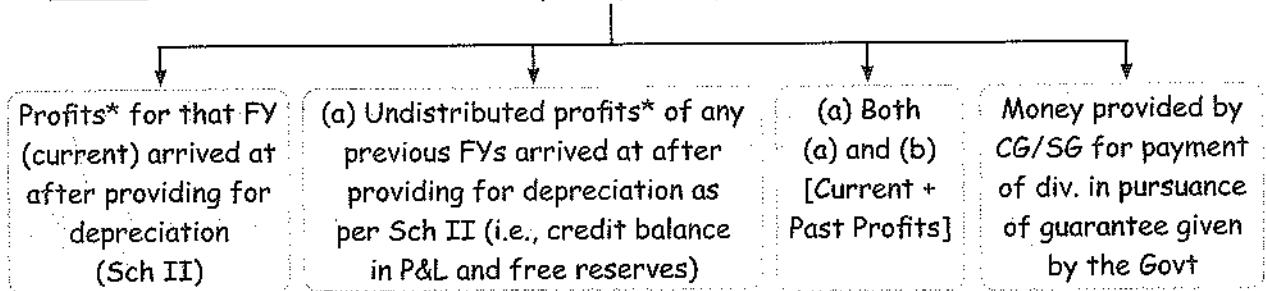 Profits* for that FY
(current) arrived at
after providing for
depreciation
(Sch II)
(a) Undistributed profits* of any
previous FYs arrived at after
providing for depreciation as
per Sch II (i.e., credit balance
in P&L and free reserves)
(a) Both
(a) and (b)
[Current +
Past Profits]
Money provided by
CG/SG for payment
of div. in pursuance
of guarantee given
by the Govt